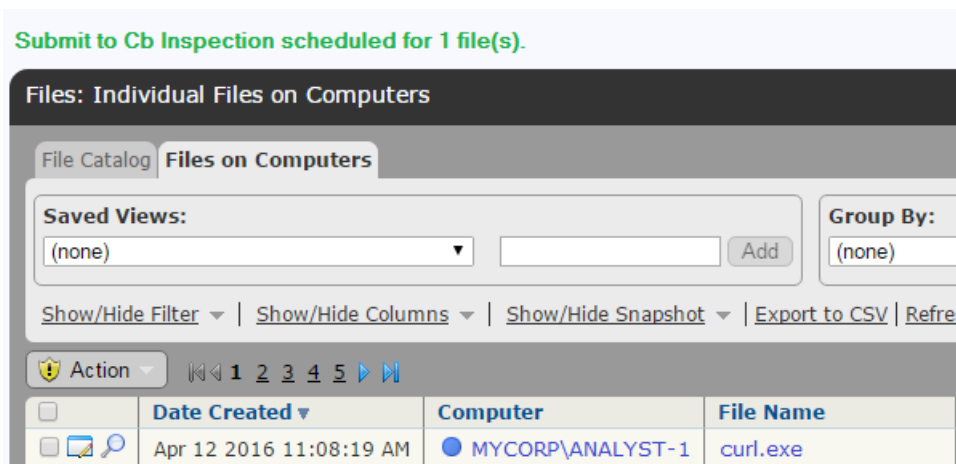 Submit to Cb Inspection scheduled for 1 file(s).
Files: Individual Files on Computers
File Catalog Files on Computers
Saved Views: Group By:
(none) Add (none)
Show/Hide Filter | Show/Hide Columns | Show/Hide Snapshot | Export to CSV | Refre
Action 1 2 3 4 5
Date Created Computer File Name
Apr 12 2016 11:08:19 AM MYCORP\ANALYST-1 curl.exe